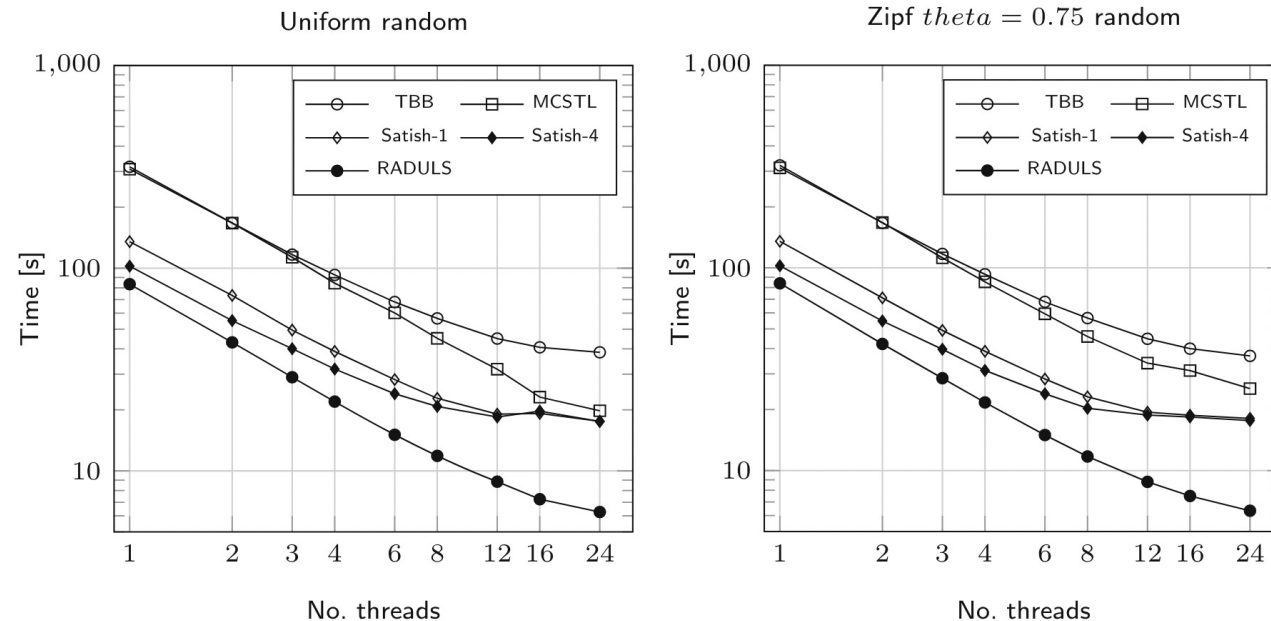 Uniform random
1,000
100
10
Time [s]
TBB MCSTL
Satish-1 Satish-4
RADULS
1 2 3 4 6 8 12 16 24
No. threads
Zipf theta = 0.75 random
1,000
100
10
Time [s]
TBB MCSTL
Satish-1 Satish-4
RADULS
1 2 3 4 6 8 12 16 24
No. threads